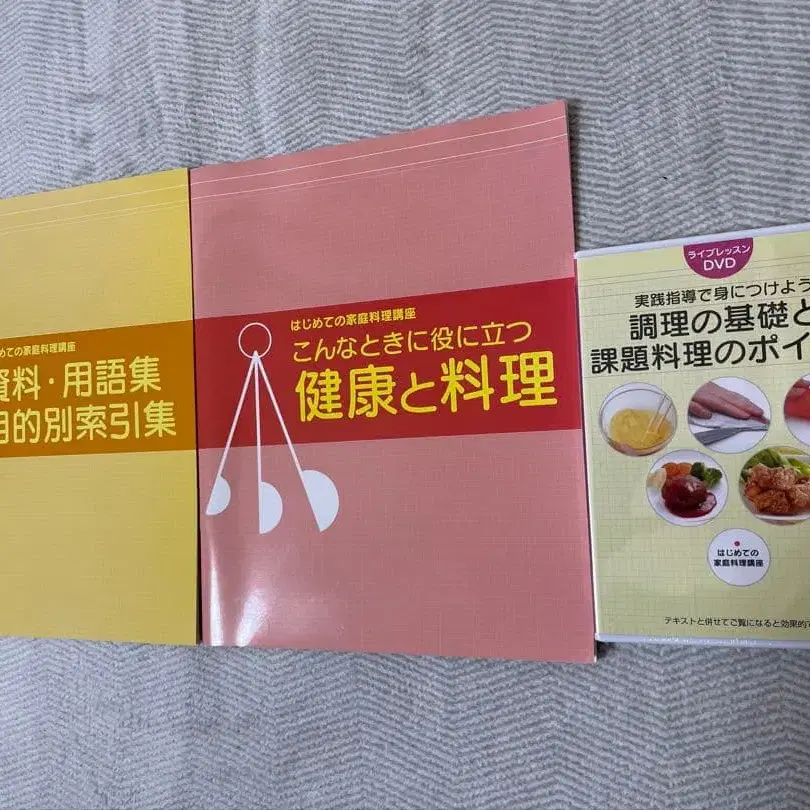 めての家庭料理講座
資料・用語集
目的別索引集
はじめての家庭料理講座
こんなときに役に立つ
健康と料理
ライブレッスン
DVD
実践指導で身につけよう
調理の基礎と
課題料理のポイ
はじめての
家庭料理講座
テキストと併せてご覧になると効果的で